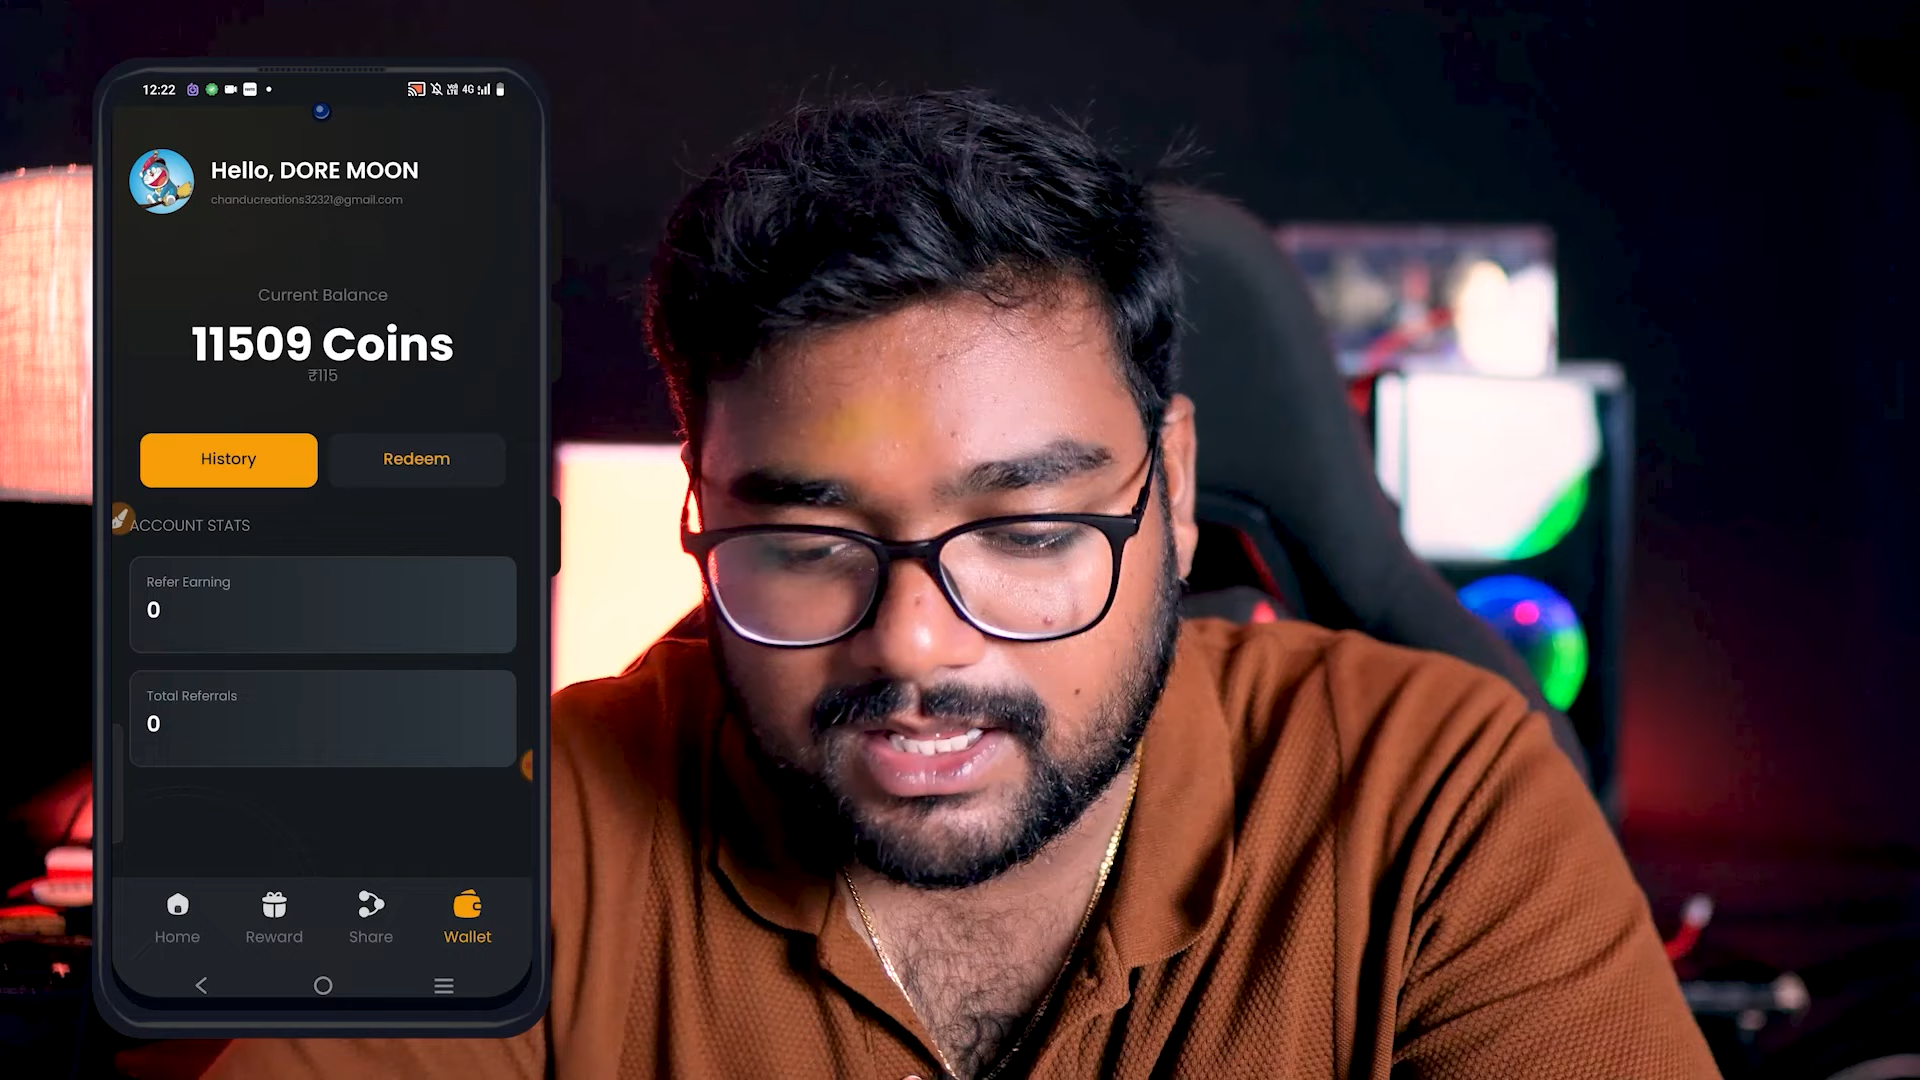 12:22
4G
Hello, DORE MOON
chanducreations32321@gmail.com
Current Balance
11509 Coins
₹115
History
Redeem
ACCOUNT STATS
Refer Earning
0
Total Referrals
0
Home
Reward
Share
Wallet